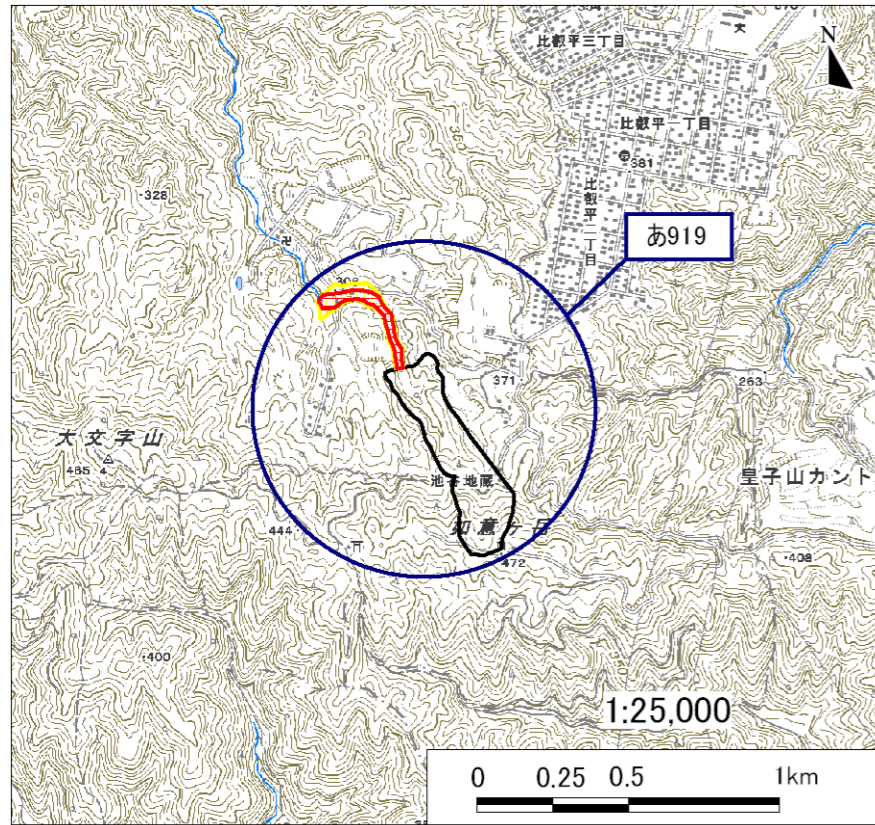 比叡平三丁目
N
比叡平一丁目
381
比叡平二丁目
・328
卍
あ919
308
371
263
大文字山
465.4
池谷地蔵
皇子山カント
444
如意ケ岳
472
・408
・400
1:25,000
0 0.25 0.5 1km